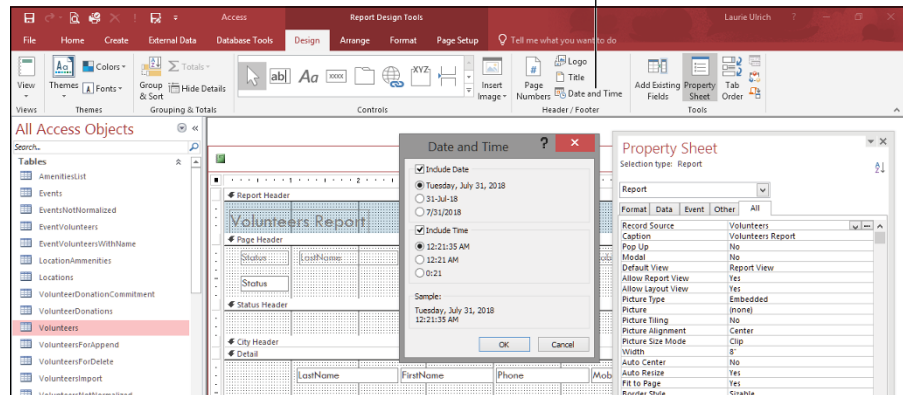 Access
Report Design Tools
Laurie Ulrich ?
File Home Create External Data Database Tools Design Arrange Format Page Setup Tell me what you want to do
View
Views
Aa Themes
Colors
A Fonts
Themes
Group & Sort
Totals
Hide Details
Grouping & Totals
ab| Aa xxxx XYZ
Controls
Insert Image
# Page Numbers
Logo
Title
Date and Time
Header / Footer
Add Existing Fields
Property Sheet
Tab Order
Tools
All Access Objects
Search...
Tables
AmenitiesList
Events
EventsNotNormalized
EventVolunteers
EventVolunteersWithName
LocationAmmenities
Locations
VolunteerDonationCommitment
VolunteerDonations
Volunteers
VolunteersForAppend
VolunteersForDelete
VolunteersImport
VolunteersNotNormalized
1 2
Report Header
Volunteers Report
Page Header
Status LastName
Status
Status Header
City Header
Detail
LastName FirstName Phone Mob
Date and Time ?
Include Date
Tuesday, July 31, 2018
31-Jul-18
7/31/2018
Include Time
12:21:35 AM
12:21 AM
0:21
Sample:
Tuesday, July 31, 2018
12:21:35 AM
OK Cancel
Property Sheet
Selection type: Report
Report
Format Data Event Other All
Record Source Volunteers
Caption Volunteers Report
Pop Up No
Modal No
Default View Report View
Allow Report View Yes
Allow Layout View Yes
Picture Type Embedded
Picture (none)
Picture Tiling No
Picture Alignment Center
Picture Size Mode Clip
Width 8"
Auto Center No
Auto Resize Yes
Fit to Page Yes
Border Style Sizable